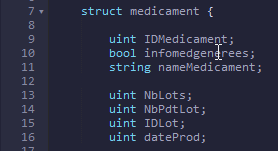 7 struct medicament {
8
9 uint IDMedicament;
10 bool infomedgenerees;
11 string nameMedicament;
12
13 uint NbLots;
14 uint NbPdtLot;
15 uint IDLot;
16 uint dateProd;